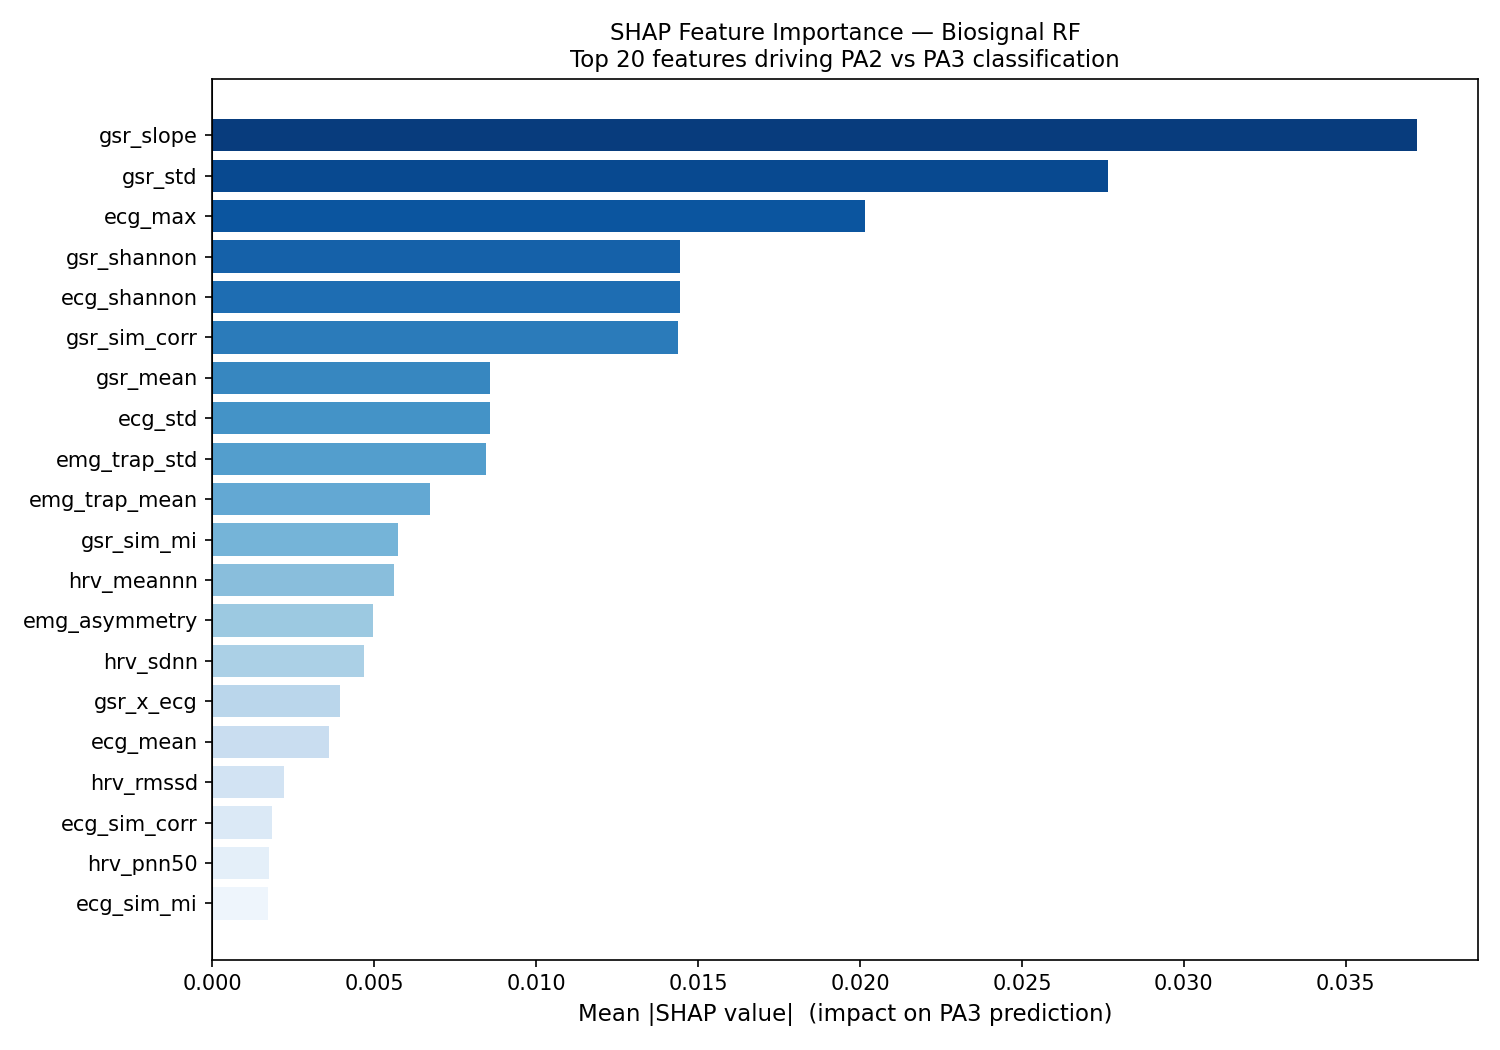 SHAP Feature Importance — Biosignal RF
Top 20 features driving PA2 vs PA3 classification
gsr_slope
gsr_std
ecg_max
gsr_shannon
ecg_shannon
gsr_sim_corr
gsr_mean
ecg_std
emg_trap_std
emg_trap_mean
gsr_sim_mi
hrv_meannn
emg_asymmetry
hrv_sdnn
gsr_x_ecg
ecg_mean
hrv_rmssd
ecg_sim_corr
hrv_pnn50
ecg_sim_mi
0.000 0.005 0.010 0.015 0.020 0.025 0.030 0.035
Mean |SHAP value|  (impact on PA3 prediction)